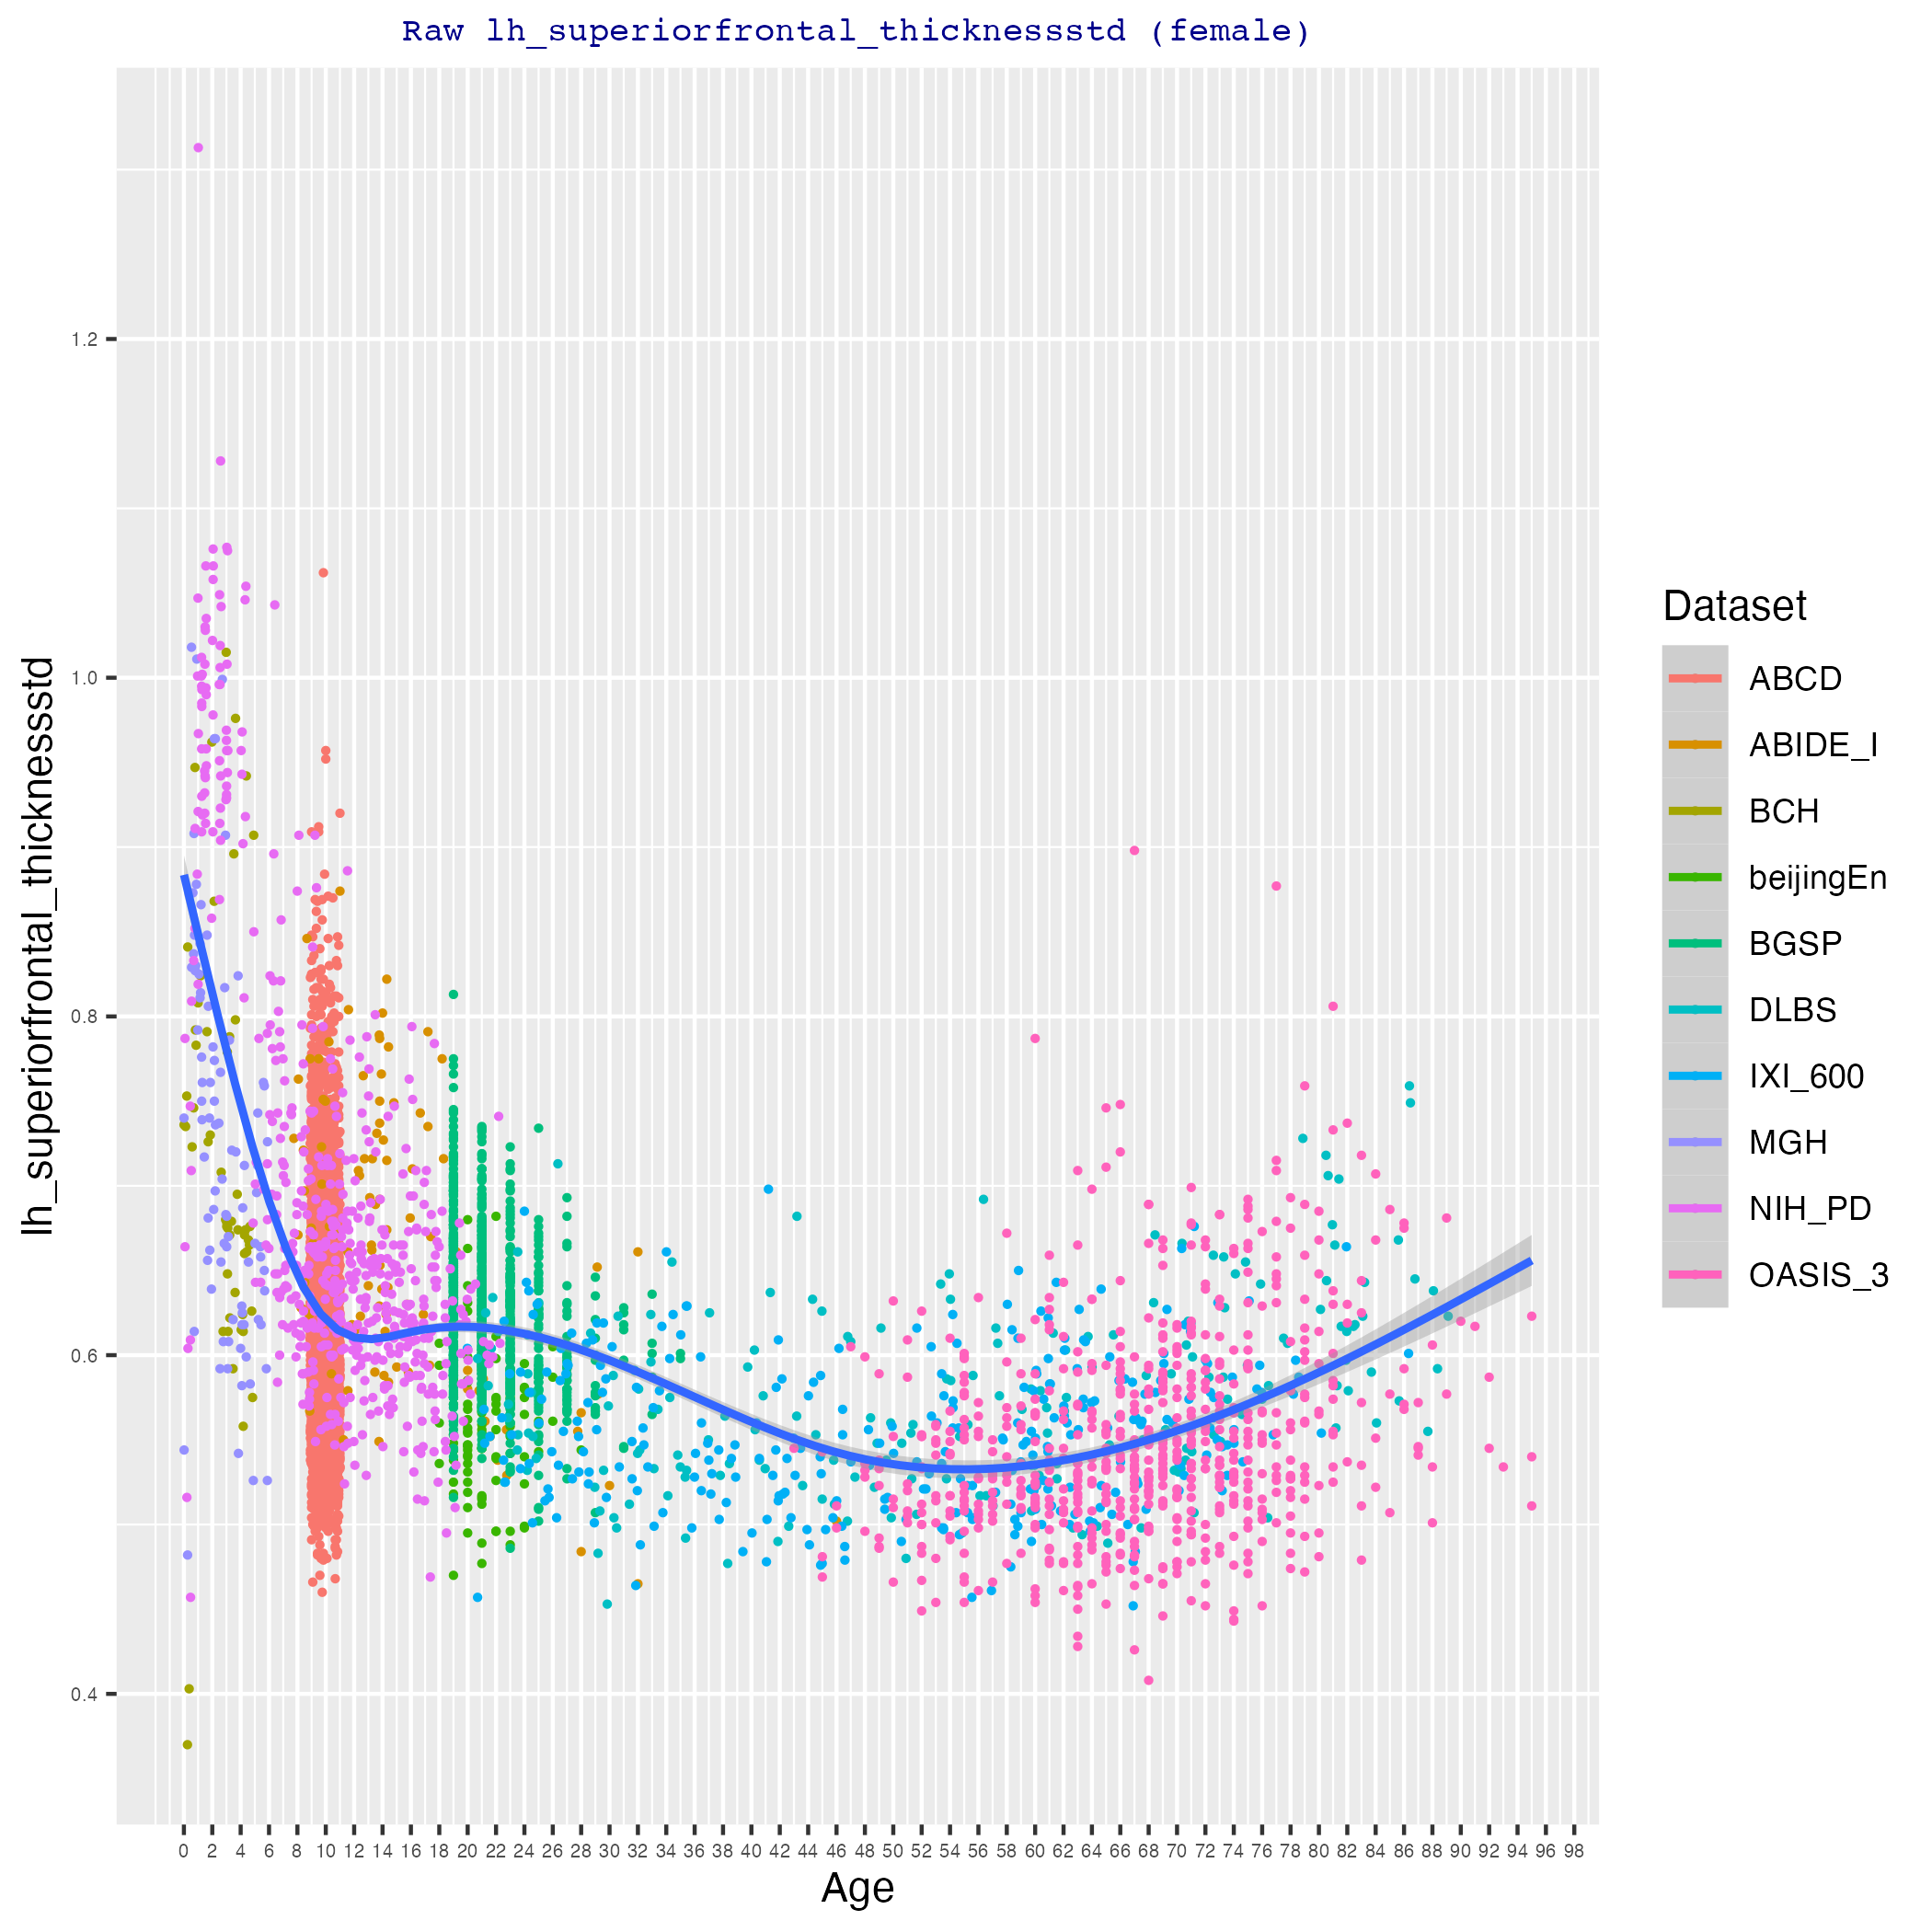 Raw lh_superiorfrontal_thicknessstd (female)
lh_superiorfrontal_thicknessstd
1.2
1.0
0.8
0.6
0.4
0 2 4 6 8 10 12 14 16 18 20 22 24 26 28 30 32 34 36 38 40 42 44 46 48 50 52 54 56 58 60 62 64 66 68 70 72 74 76 78 80 82 84 86 88 90 92 94 96 98
Age
Dataset
ABCD
ABIDE_I
BCH
beijingEn
BGSP
DLBS
IXI_600
MGH
NIH_PD
OASIS_3